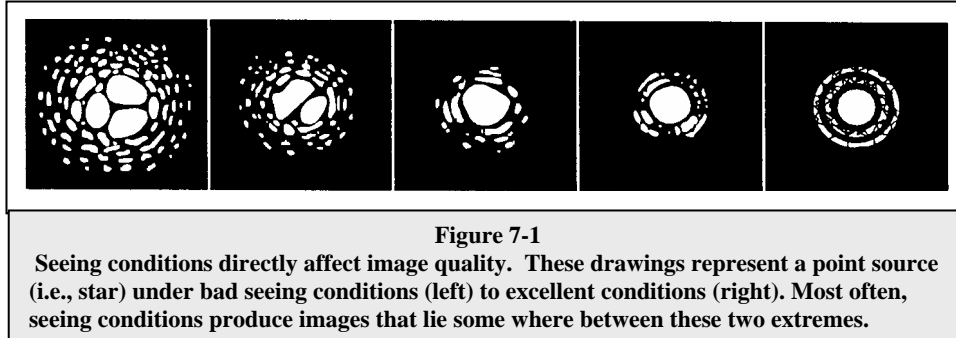 Figure 7-1
Seeing conditions directly affect image quality.  These drawings represent a point source
(i.e., star) under bad seeing conditions (left) to excellent conditions (right). Most often,
seeing conditions produce images that lie some where between these two extremes.